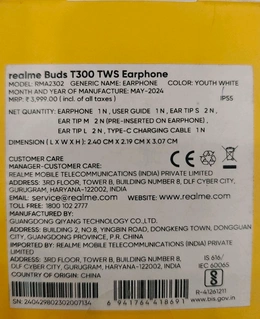 realme Buds T300 TWS Earphone
MODEL: RMA2302 GENERIC NAME: EARPHONE COLOR: YOUTH WHITE
MONTH AND YEAR OF MANUFACTURE: MAY-2024
MRP: ₹ 3,999.00 ( incl. of all taxes ) IP55
NET QUANTITY: EARPHONE 1 N , USER GUIDE 1 N , EAR TIP S 2 N ,
EAR TIP M 2 N (PRE-INSERTED ON EARPHONE) ,
EAR TIP L 2 N , TYPE-C CHARGING CABLE 1 N
DIMENSION ( L X W X H ): 2.40 CM X 2.19 CM X 3.07 CM
CUSTOMER CARE
MANAGER-CUSTOMER CARE:
REALME MOBILE TELECOMMUNICATIONS (INDIA) PRIVATE LIMITED
ADDRESS: 3RD FLOOR, TOWER B, BUILDING NUMBER 8, DLF CYBER CITY,
GURUGRAM, HARYANA-122002, INDIA
EMAIL: service@realme.com https://www.realme.com
TOLL FREE: 1800 102 2777
MANUFACTURED BY:
GUANGDONG QIYANG TECHNOLOGY CO.,LTD.
ADDRESS: BUILDING 2, NO.8, YINGBIN ROAD, DONGKENG TOWN, DONGGUAN
CITY, GUANGDONG PROVINCE, P.R. CHINA
IMPORTED BY: REALME MOBILE TELECOMMUNICATIONS (INDIA) PRIVATE
LIMITED
ADDRESS: 3RD FLOOR, TOWER B, BUILDING NUMBER 8,
DLF CYBER CITY, GURUGRAM, HARYANA-122002, INDIA
COUNTRY OF ORIGIN: CHINA
IS 616/
IEC 60065
SN: 240429802302007134
6 941764 418691
R-41261211
www.bis.gov.in